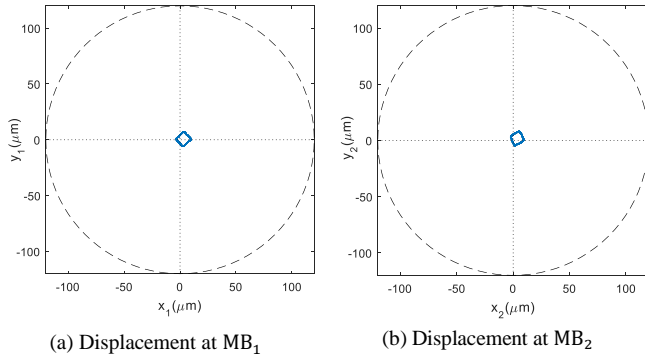 100
50
0
-50
-100
y₁(μm)
-100 -50 0 50 100
x₁(μm)
(a) Displacement at MB₁
100
50
0
-50
-100
y₂(μm)
-100 -50 0 50 100
x₂(μm)
(b) Displacement at MB₂